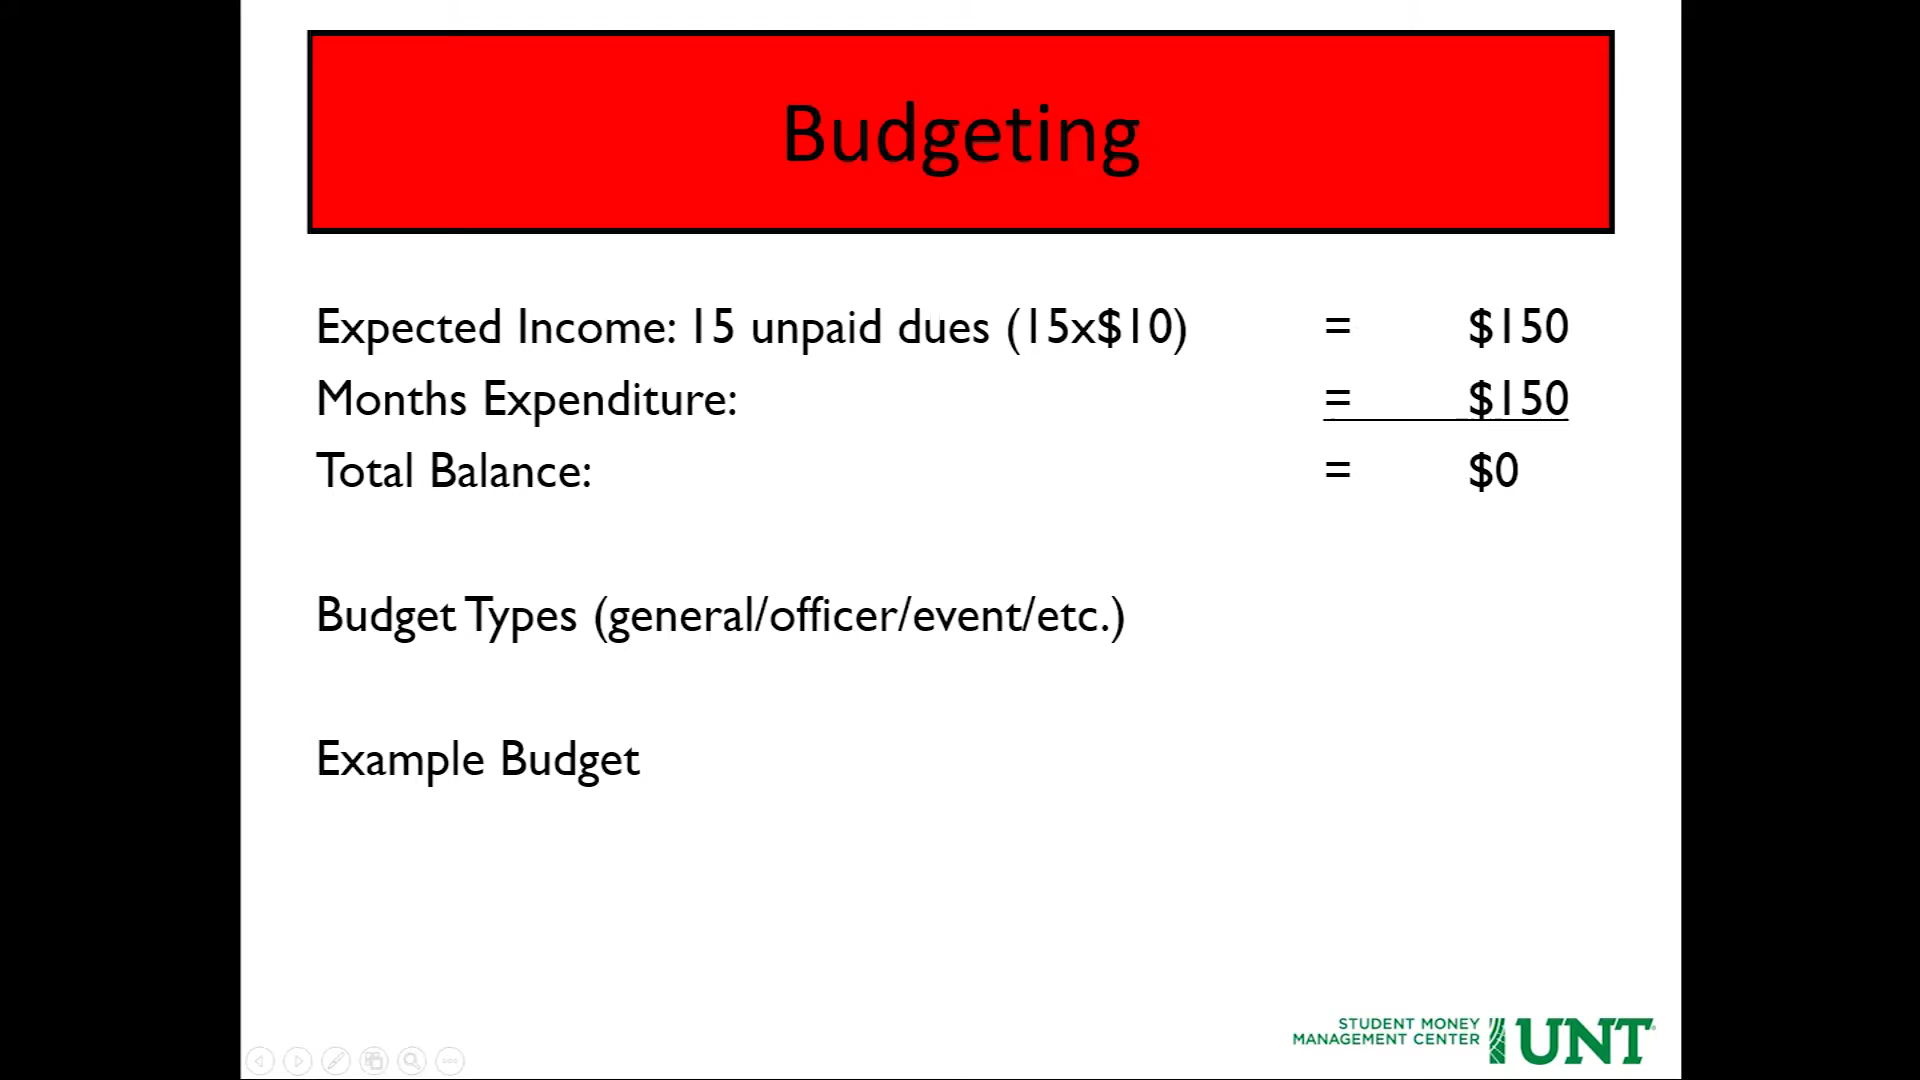 Budgeting
Expected Income: 15 unpaid dues (15x$10) = $150
Months Expenditure: = $150
Total Balance: = $0
Budget Types (general/officer/event/etc.)
Example Budget
STUDENT MONEY
MANAGEMENT CENTER
UNT